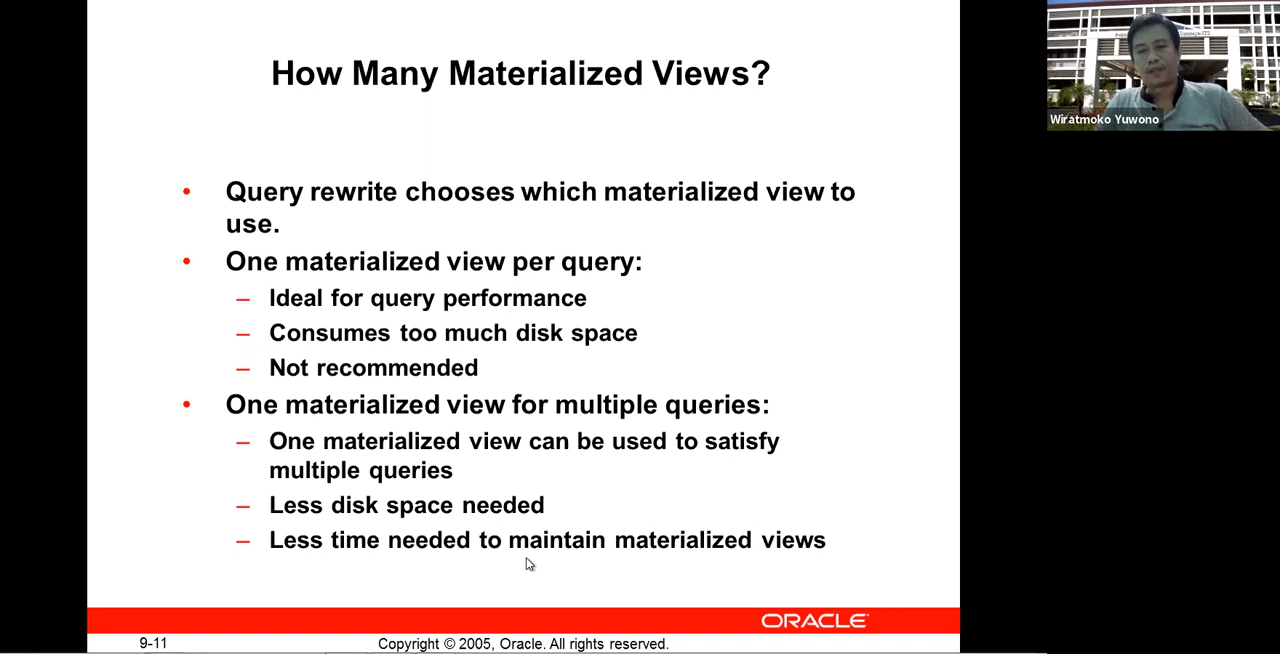 How Many Materialized Views?
Wiratmoko Yuwono
• Query rewrite chooses which materialized view to
use.
• One materialized view per query:
– Ideal for query performance
– Consumes too much disk space
– Not recommended
• One materialized view for multiple queries:
– One materialized view can be used to satisfy
multiple queries
– Less disk space needed
– Less time needed to maintain materialized views
ORACLE
9-11
Copyright © 2005, Oracle. All rights reserved.